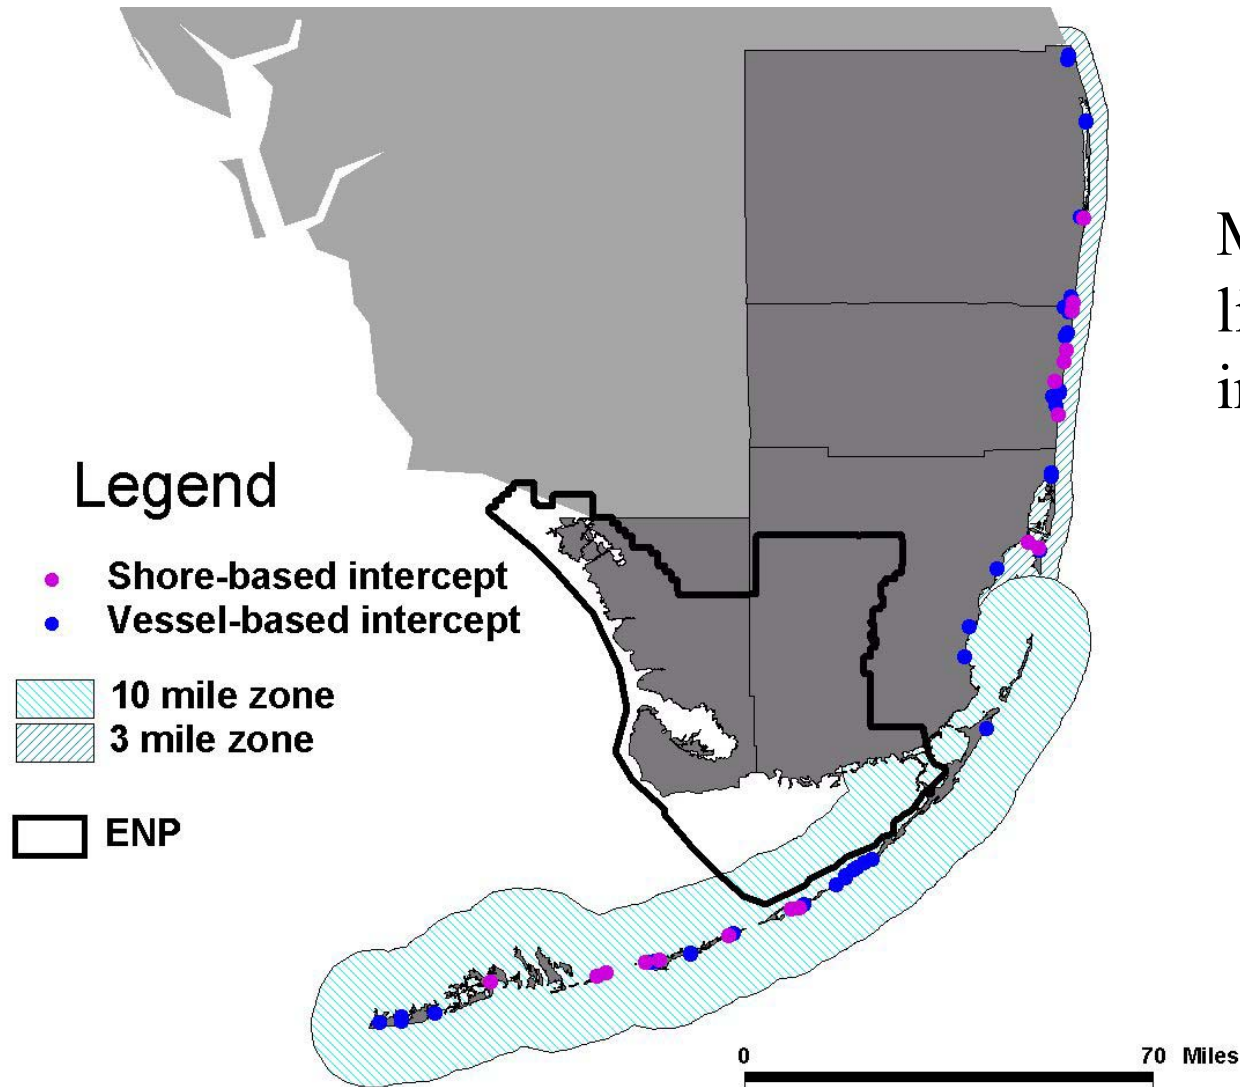 Legend
Shore-based intercept
Vessel-based intercept
10 mile zone
3 mile zone
ENP
0 70 Miles